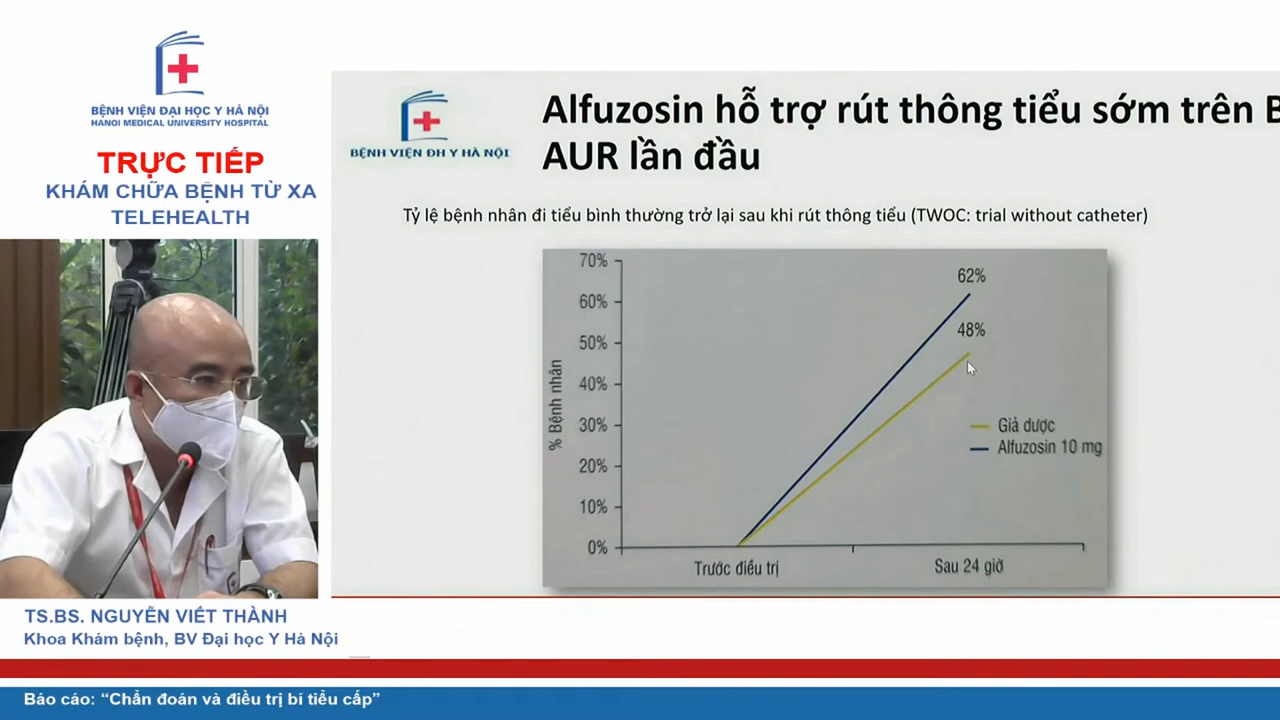 BỆNH VIỆN ĐẠI HỌC Y HÀ NỘI
HANOI MEDICAL UNIVERSITY HOSPITAL
TRỰC TIẾP
KHÁM CHỮA BỆNH TỪ XA
TELEHEALTH
BỆNH VIỆN ĐH Y HÀ NỘI
Alfuzosin hỗ trợ rút thông tiểu sớm trên
AUR lần đầu
Tỷ lệ bệnh nhân đi tiểu bình thường trở lại sau khi rút thông tiểu (TWOC: trial without catheter)
% Bệnh nhân
70%
60%
50%
40%
30%
20%
10%
0%
62%
48%
Giả dược
Alfuzosin 10 mg
Trước điều trị
Sau 24 giờ
TS.BS. NGUYỄN VIẾT THÀNH
Khoa Khám bệnh, BV Đại học Y Hà Nội
Báo cáo: “Chẩn đoán và điều trị bí tiểu cấp”